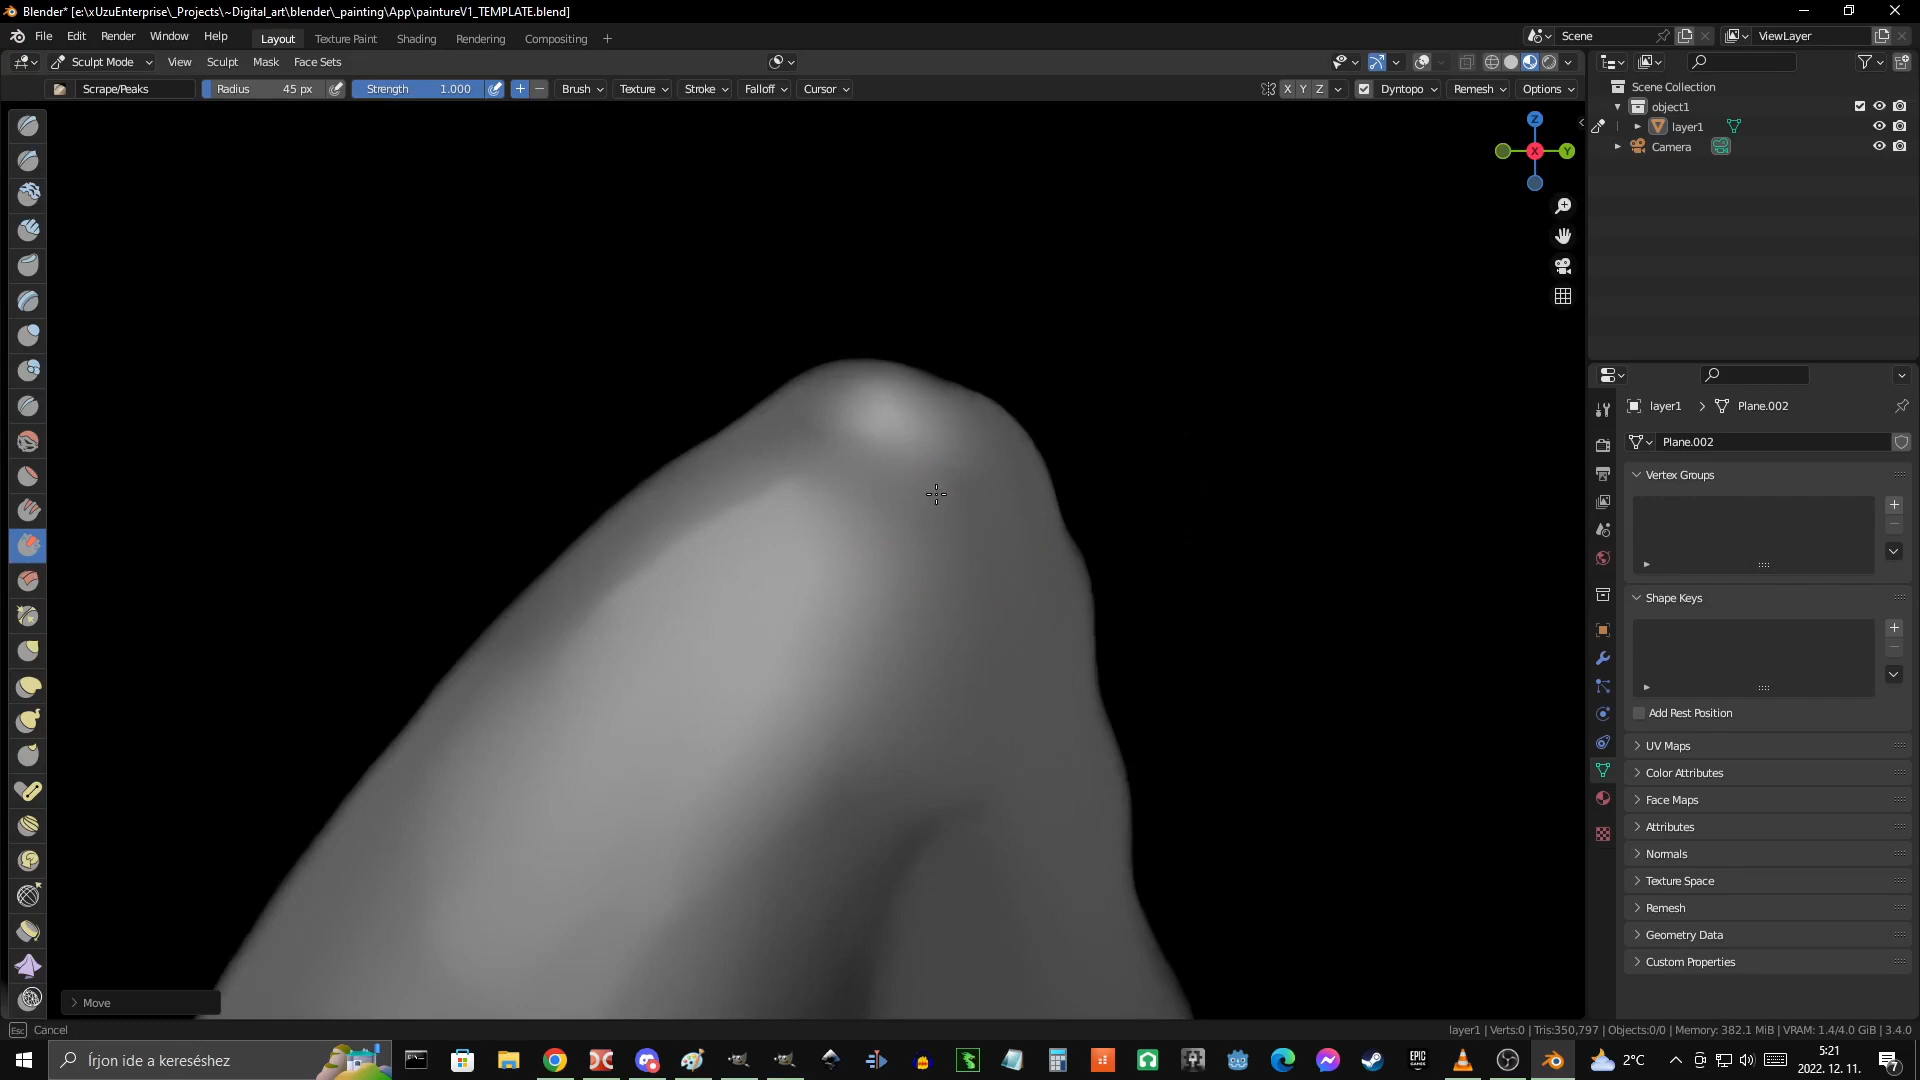 Blender* [e:\xUzuEnterprise\_Projects\~Digital_art\blender\_painting\App\paintureV1_TEMPLATE.blend]
File Edit Render Window Help Layout Texture Paint Shading Rendering Compositing + Scene ViewLayer
Sculpt Mode View Sculpt Mask Face Sets
Scrape/Peaks Radius 45 px Strength 1.000 Brush Texture Stroke Falloff Cursor X Y Z Dyntopo Remesh Options
Scene Collection
object1
layer1
Camera
Z
X Y
layer1 > Plane.002
Plane.002
Vertex Groups
Shape Keys
Add Rest Position
UV Maps
Color Attributes
Face Maps
Attributes
Normals
Texture Space
Remesh
Geometry Data
Custom Properties
> Move
Esc Cancel
layer1 | Verts:0 | Tris:350,797 | Objects:0/0 | Memory: 382.1 MiB | VRAM: 1.4/4.0 GiB | 3.4.0
Írjon ide a kereséshez
EPIC GAMES
2°C
5:21
2022. 12. 11.
7